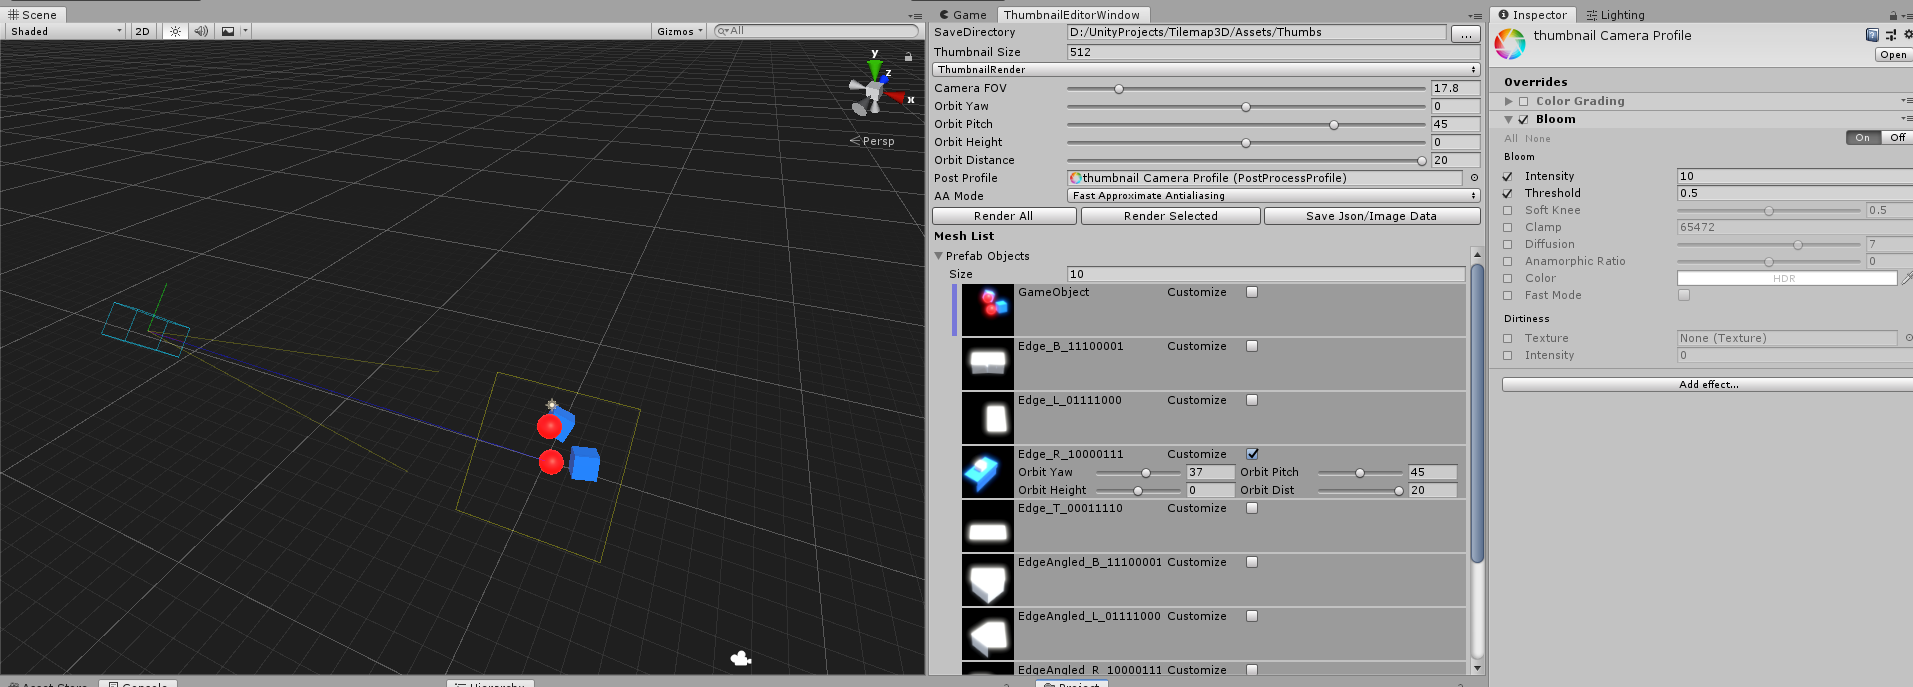 Scene
Shaded
2D
Gizmos
All
y
z
x
Persp
Game
ThumbnailEditorWindow
SaveDirectory D:/UnityProjects/Tilemap3D/Assets/Thumbs ...
Thumbnail Size 512
ThumbnailRender
Camera FOV 17.8
Orbit Yaw 0
Orbit Pitch 45
Orbit Height 0
Orbit Distance 20
Post Profile thumbnail Camera Profile (PostProcessProfile)
AA Mode Fast Approximate Antialiasing
Render All Render Selected Save Json/Image Data
Mesh List
Prefab Objects
Size 10
GameObject Customize
Edge_B_11100001 Customize
Edge_L_01111000 Customize
Edge_R_10000111 Customize
Orbit Yaw 37 Orbit Pitch 45
Orbit Height 0 Orbit Dist 20
Edge_T_00011110 Customize
EdgeAngled_B_11100001 Customize
EdgeAngled_L_01111000 Customize
EdgeAngled_R_10000111 Customize
Inspector Lighting
thumbnail Camera Profile
Open
Overrides
Color Grading
Bloom
All None On Off
Bloom
Intensity 10
Threshold 0.5
Soft Knee 0.5
Clamp 65472
Diffusion 7
Anamorphic Ratio 0
Color HDR
Fast Mode
Dirtiness
Texture None (Texture)
Intensity 0
Add effect...
Asset Store Console Hierarchy Project